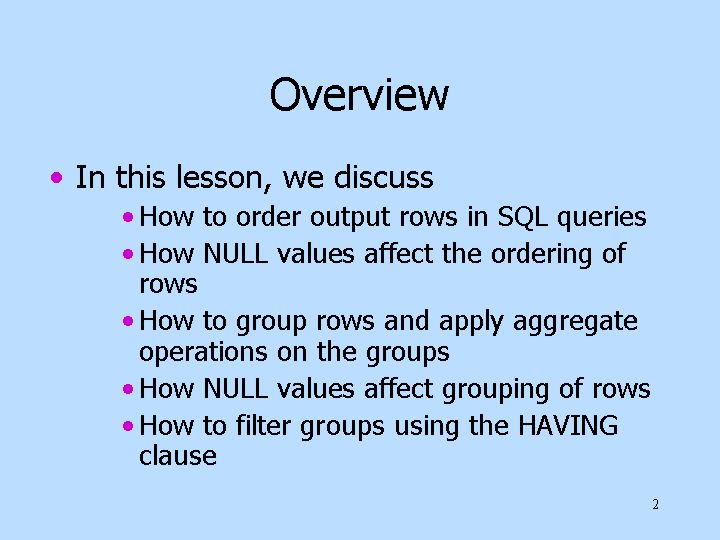 Overview
• In this lesson, we discuss
• How to order output rows in SQL queries
• How NULL values affect the ordering of
rows
• How to group rows and apply aggregate
operations on the groups
• How NULL values affect grouping of rows
• How to filter groups using the HAVING
clause
2